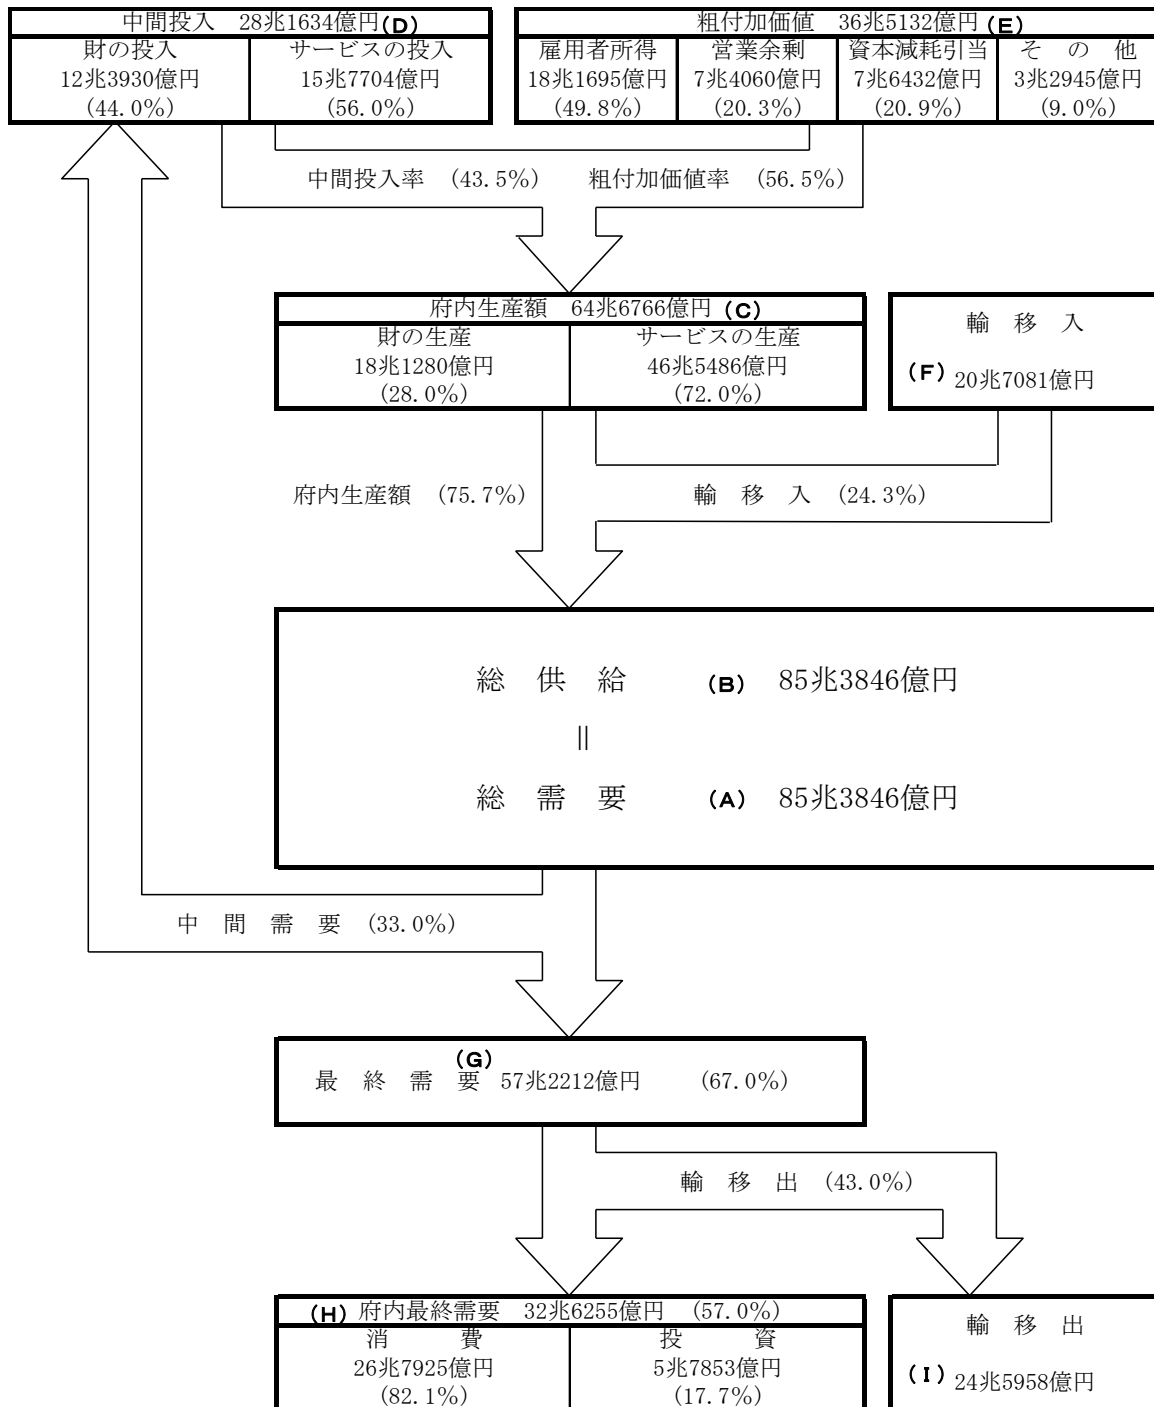 中間投入　28兆1634億円(D)
粗付加価値　36兆5132億円(E)
財の投入
12兆3930億円
(44.0%)
サービスの投入
15兆7704億円
(56.0%)
雇用者所得
18兆1695億円
(49.8%)
営業余剰
7兆4060億円
(20.3%)
資本減耗引当
7兆6432億円
(20.9%)
そ　の　他
3兆2945億円
(9.0%)
中間投入率　(43.5%)
粗付加価値率　(56.5%)
府内生産額　64兆6766億円 (C)
財の生産
18兆1280億円
(28.0%)
サービスの生産
46兆5486億円
(72.0%)
輸　移　入
(F) 20兆7081億円
府内生産額　(75.7%)
輸　移　入　(24.3%)
総　供　給　(B)　85兆3846億円
||
総　需　要　(A)　85兆3846億円
中　間　需　要　(33.0%)
(G)
最　終　需　要　57兆2212億円　(67.0%)
輸　移　出　(43.0%)
(H) 府内最終需要　32兆6255億円　(57.0%)
消　　費
26兆7925億円
(82.1%)
投　　資
5兆7853億円
(17.7%)
輸　移　出
(I) 24兆5958億円